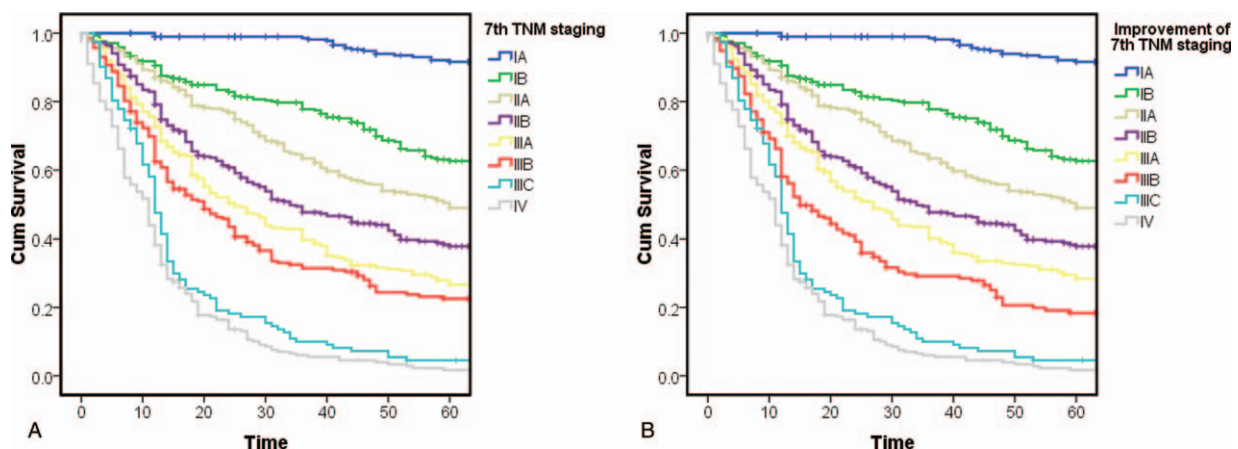 7th TNM staging
IA
IB
IIA
IIB
IIIA
IIIB
IIIC
IV
Cum Survival
1.0
0.8
0.6
0.4
0.2
0.0
0 10 20 30 40 50 60
Time
A
Improvement of
7th TNM staging
IA
IB
IIA
IIB
IIIA
IIIB
IIIC
IV
Cum Survival
1.0
0.8
0.6
0.4
0.2
0.0
0 10 20 30 40 50 60
Time
B